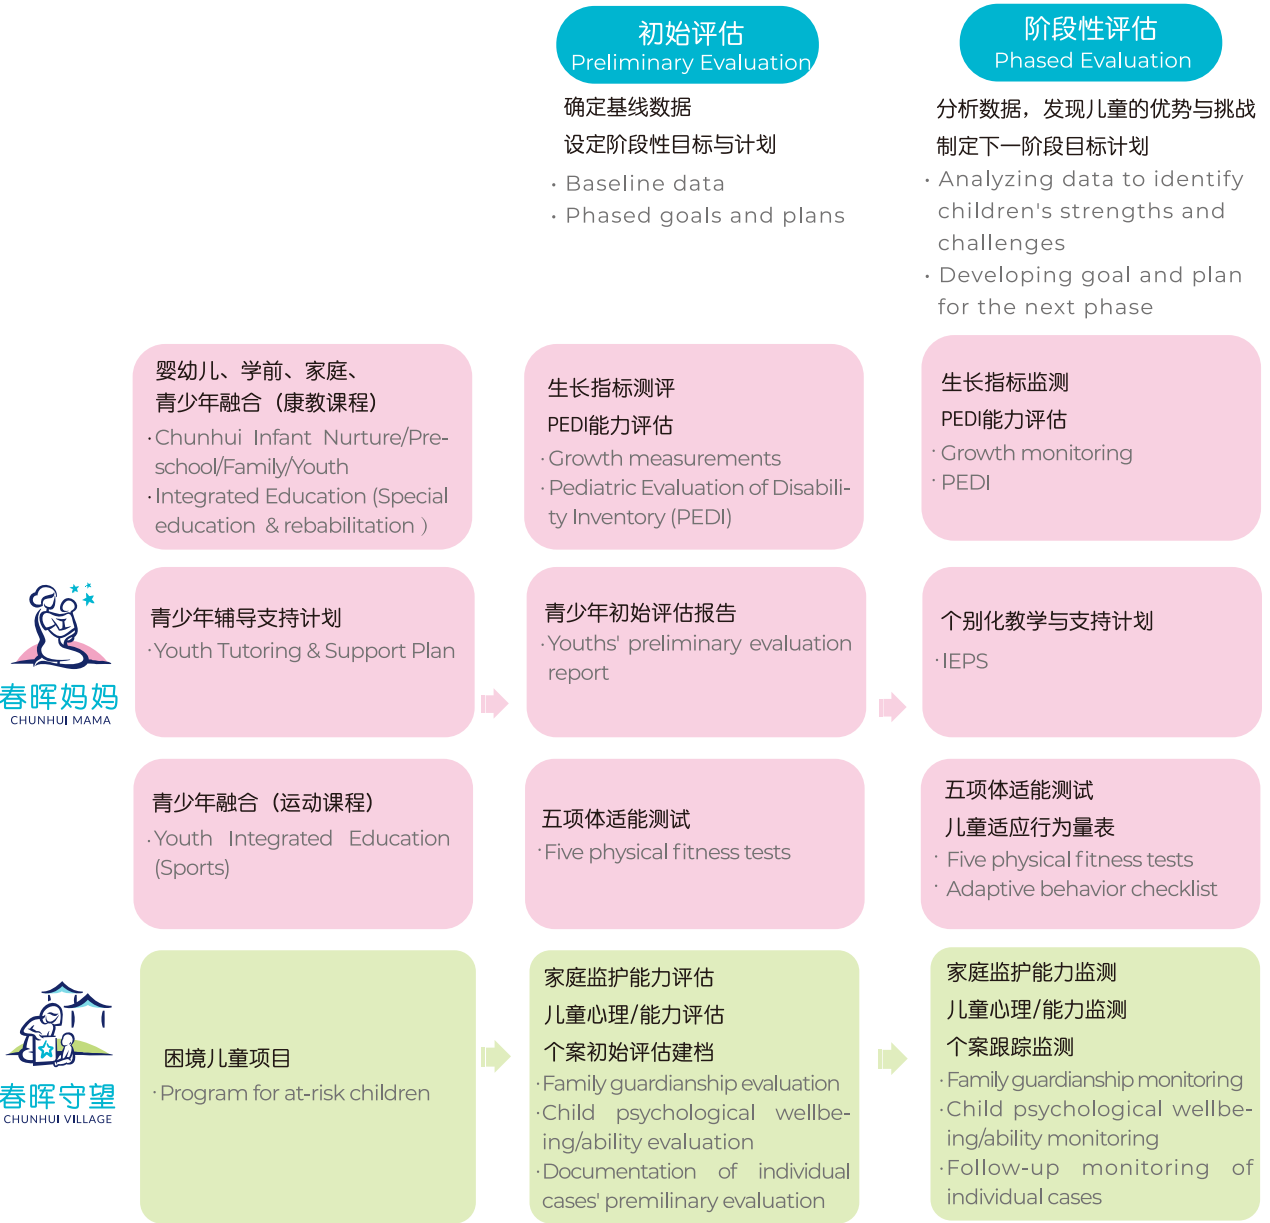 初始评估
Preliminary Evaluation
阶段性评估
Phased Evaluation
确定基线数据
设定阶段性目标与计划
· Baseline data
· Phased goals and plans
分析数据，发现儿童的优势与挑战
制定下一阶段目标计划
· Analyzing data to identify
children's strengths and
challenges
· Developing goal and plan
for the next phase
婴幼儿、学前、家庭、
青少年融合（康教课程）
·Chunhui Infant Nurture/Pre-
school/Family/Youth
·Integrated Education (Special
education & rebabilitation ）
生长指标测评
PEDI能力评估
·Growth measurements
·Pediatric Evaluation of Disabili-
ty Inventory (PEDI)
生长指标监测
PEDI能力评估
·Growth monitoring
·PEDI
春晖妈妈
CHUNHUI MAMA
青少年辅导支持计划
·Youth Tutoring & Support Plan
青少年初始评估报告
·Youths' preliminary evaluation
report
个别化教学与支持计划
·IEPS
青少年融合（运动课程）
·Youth Integrated Education
(Sports)
五项体适能测试
·Five physical fitness tests
五项体适能测试
儿童适应行为量表
· Five physical fitness tests
· Adaptive behavior checklist
春晖守望
CHUNHUI VILLAGE
困境儿童项目
·Program for at-risk children
家庭监护能力评估
儿童心理/能力评估
个案初始评估建档
·Family guardianship evaluation
·Child psychological wellbe-
ing/ability evaluation
·Documentation of individual
cases' premilinary evaluation
家庭监护能力监测
儿童心理/能力监测
个案跟踪监测
·Family guardianship monitoring
·Child psychological wellbe-
ing/ability monitoring
·Follow-up monitoring of
individual cases